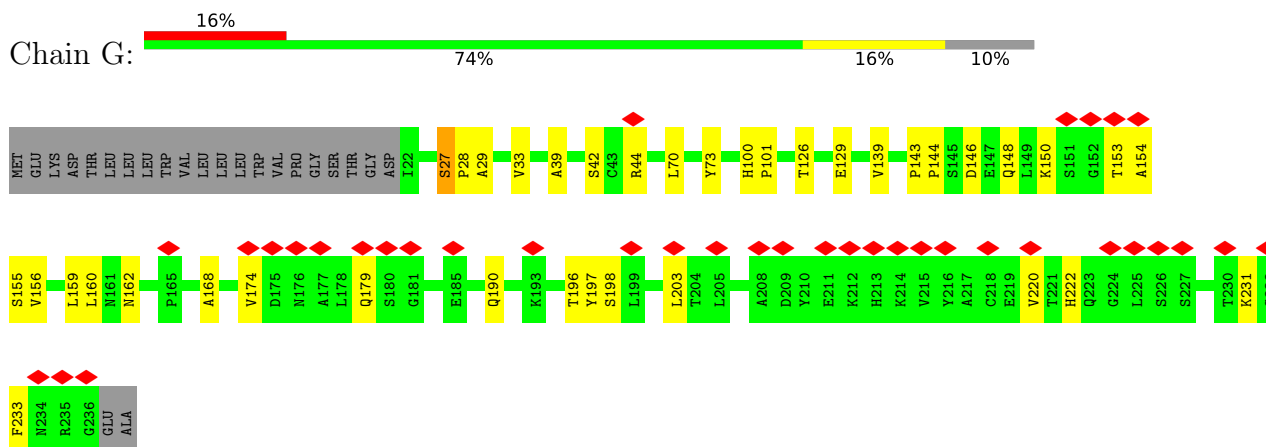 16%
Chain G:
74% 16% 10%
MET GLU LYS ASP THR LEU LEU LEU TRP VAL LEU LEU LEU TRP VAL PRO GLY SER THR GLY ASP I22 S27 P28 A29 V33 A39 S42 C43 R44 L70 Y73 H100 P101 T126 E129 V139 P143 P144 S145 D146 E147 Q148 L149 K150 S151 G152 T153 A154
S155 V156 L159 L160 N161 N162 P165 A168 V174 D175 N176 A177 L178 Q179 S180 G181 E185 Q190 K193 T196 Y197 S198 L199 L203 T204 L205 A208 D209 Y210 E211 K212 H213 K214 V215 Y216 A217 C218 E219 V220 T221 H222 Q223 G224 L225 S226 S227 T230 K231
F233 N234 R235 G236 GLU ALA